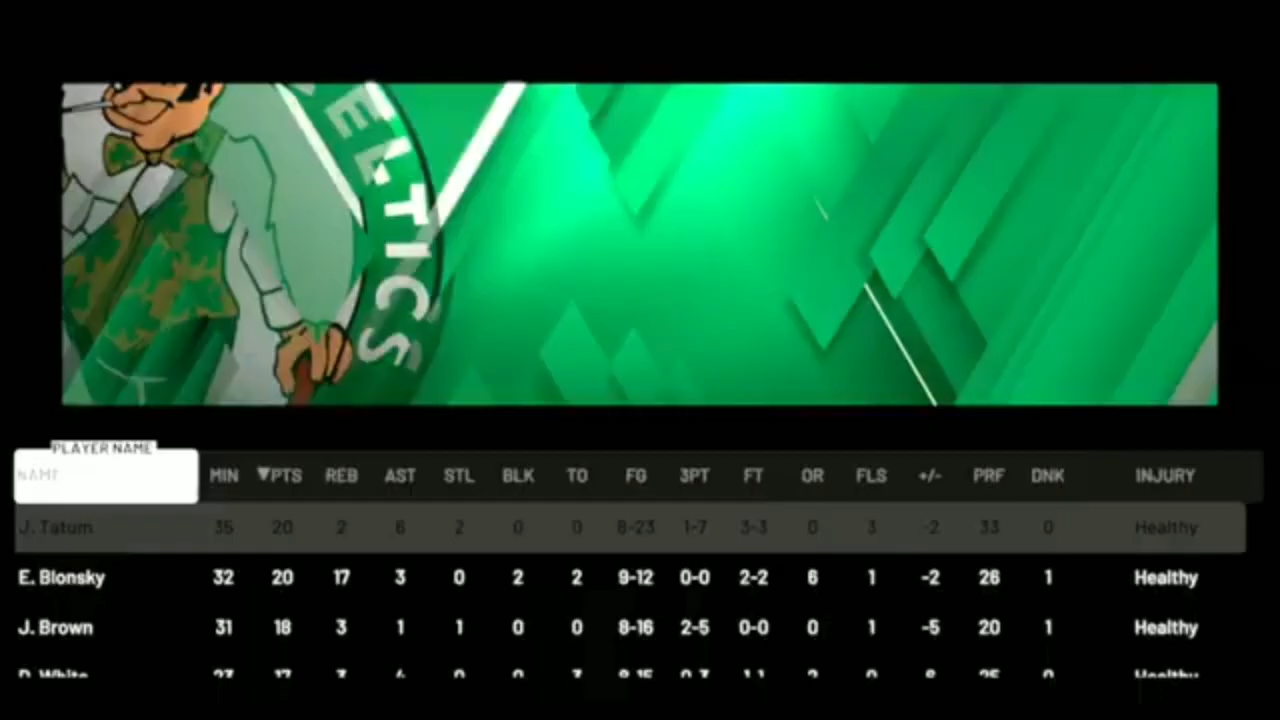 ELTICS
PLAYER NAME
NAME MIN ▼PTS REB AST STL BLK TO FG 3PT FT OR FLS +/- PRF DNK INJURY
J. Tatum 35 20 2 6 2 0 0 8-23 1-7 3-3 0 3 -2 33 0 Healthy
E. Blonsky 32 20 17 3 0 2 2 9-12 0-0 2-2 6 1 -2 26 1 Healthy
J. Brown 31 18 3 1 1 0 0 8-16 2-5 0-0 0 1 -5 20 1 Healthy
D. White Healthy